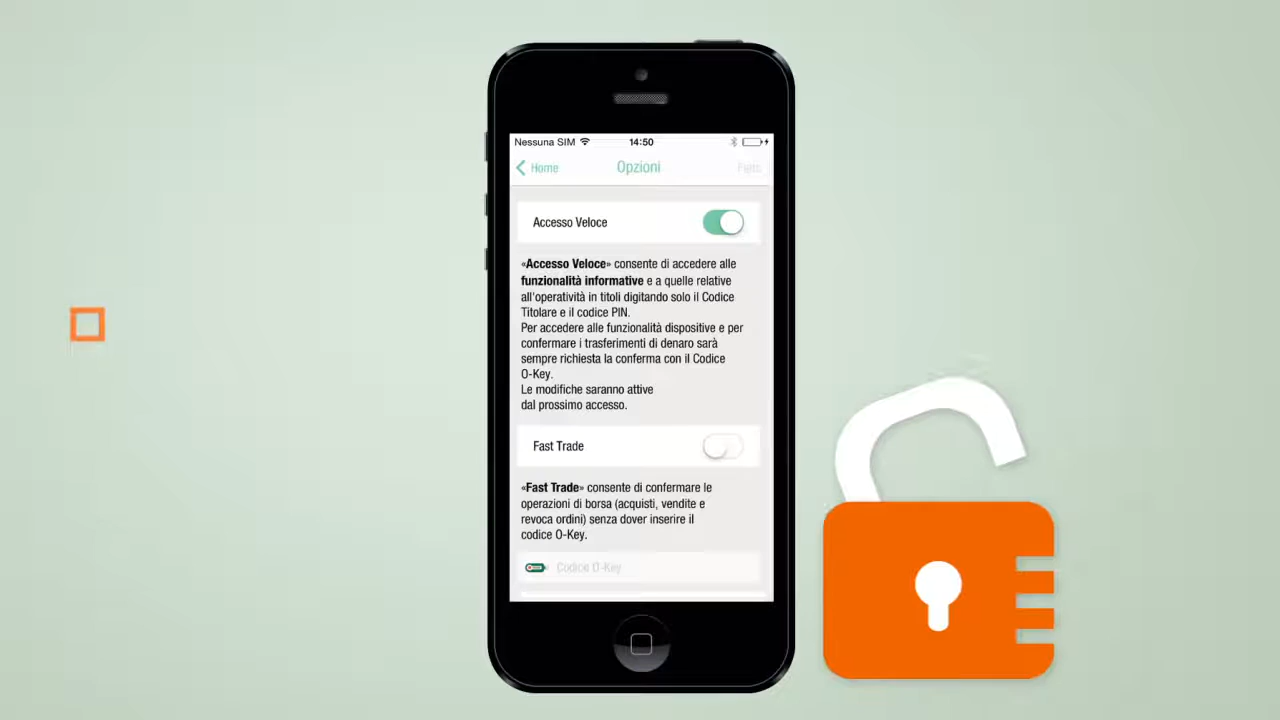 Nessuna SIM 14:50
Home Opzioni
Accesso Veloce
«Accesso Veloce» consente di accedere alle
funzionalità informative e a quelle relative
all'operatività in titoli digitando solo il Codice
Titolare e il codice PIN.
Per accedere alle funzionalità dispositive e per
confermare i trasferimenti di denaro sarà
sempre richiesta la conferma con il Codice
O-Key.
Le modifiche saranno attive
dal prossimo accesso.
Fast Trade
«Fast Trade» consente di confermare le
operazioni di borsa (acquisti, vendite e
revoca ordini) senza dover inserire il
codice O-Key.
Codice O-Key